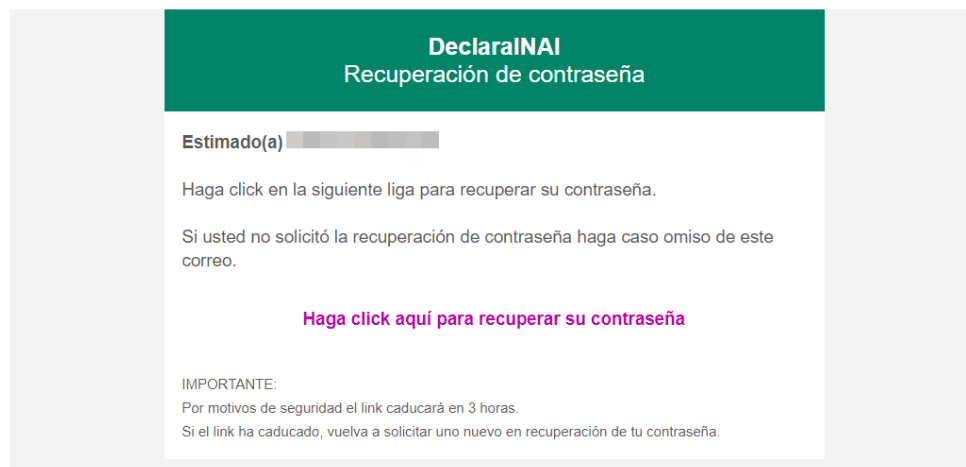 DeclaraINAI
Recuperación de contraseña
Estimado(a)
Haga click en la siguiente liga para recuperar su contraseña.
Si usted no solicitó la recuperación de contraseña haga caso omiso de este
correo.
Haga click aquí para recuperar su contraseña
IMPORTANTE:
Por motivos de seguridad el link caducará en 3 horas.
Si el link ha caducado, vuelva a solicitar uno nuevo en recuperación de tu contraseña.